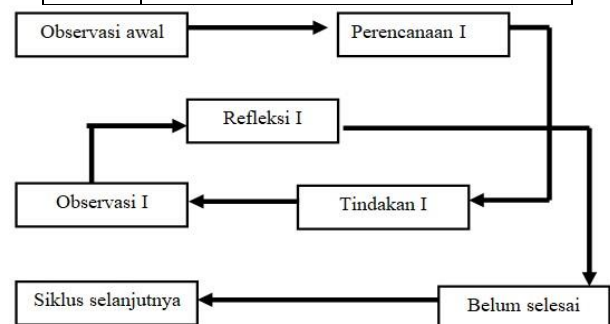 Observasi awal
Perencanaan I
Refleksi I
Observasi I
Tindakan I
Siklus selanjutnya
Belum selesai